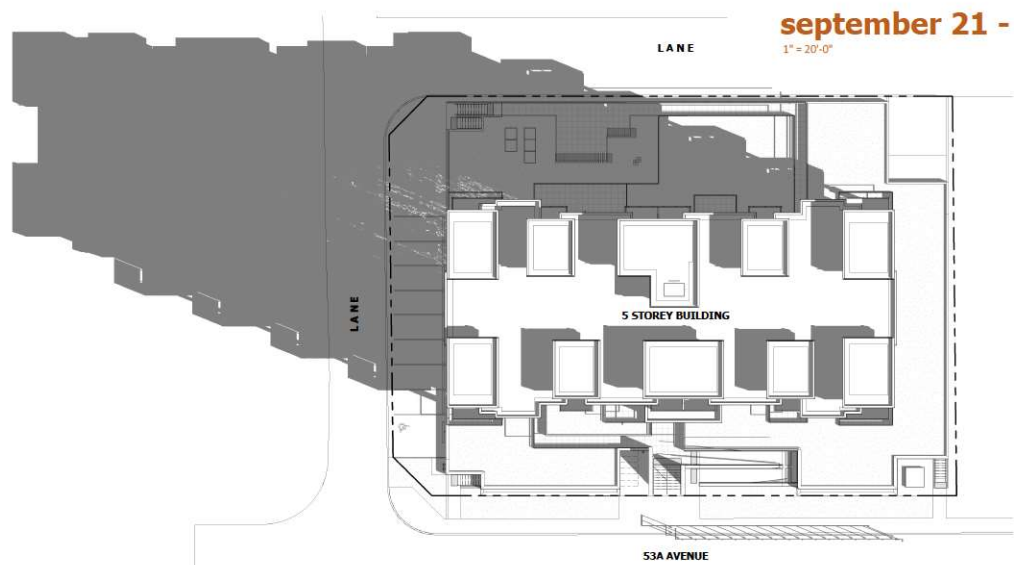 september 21 -
1" = 20'-0"
LANE
LANE
5 STOREY BUILDING
53A AVENUE